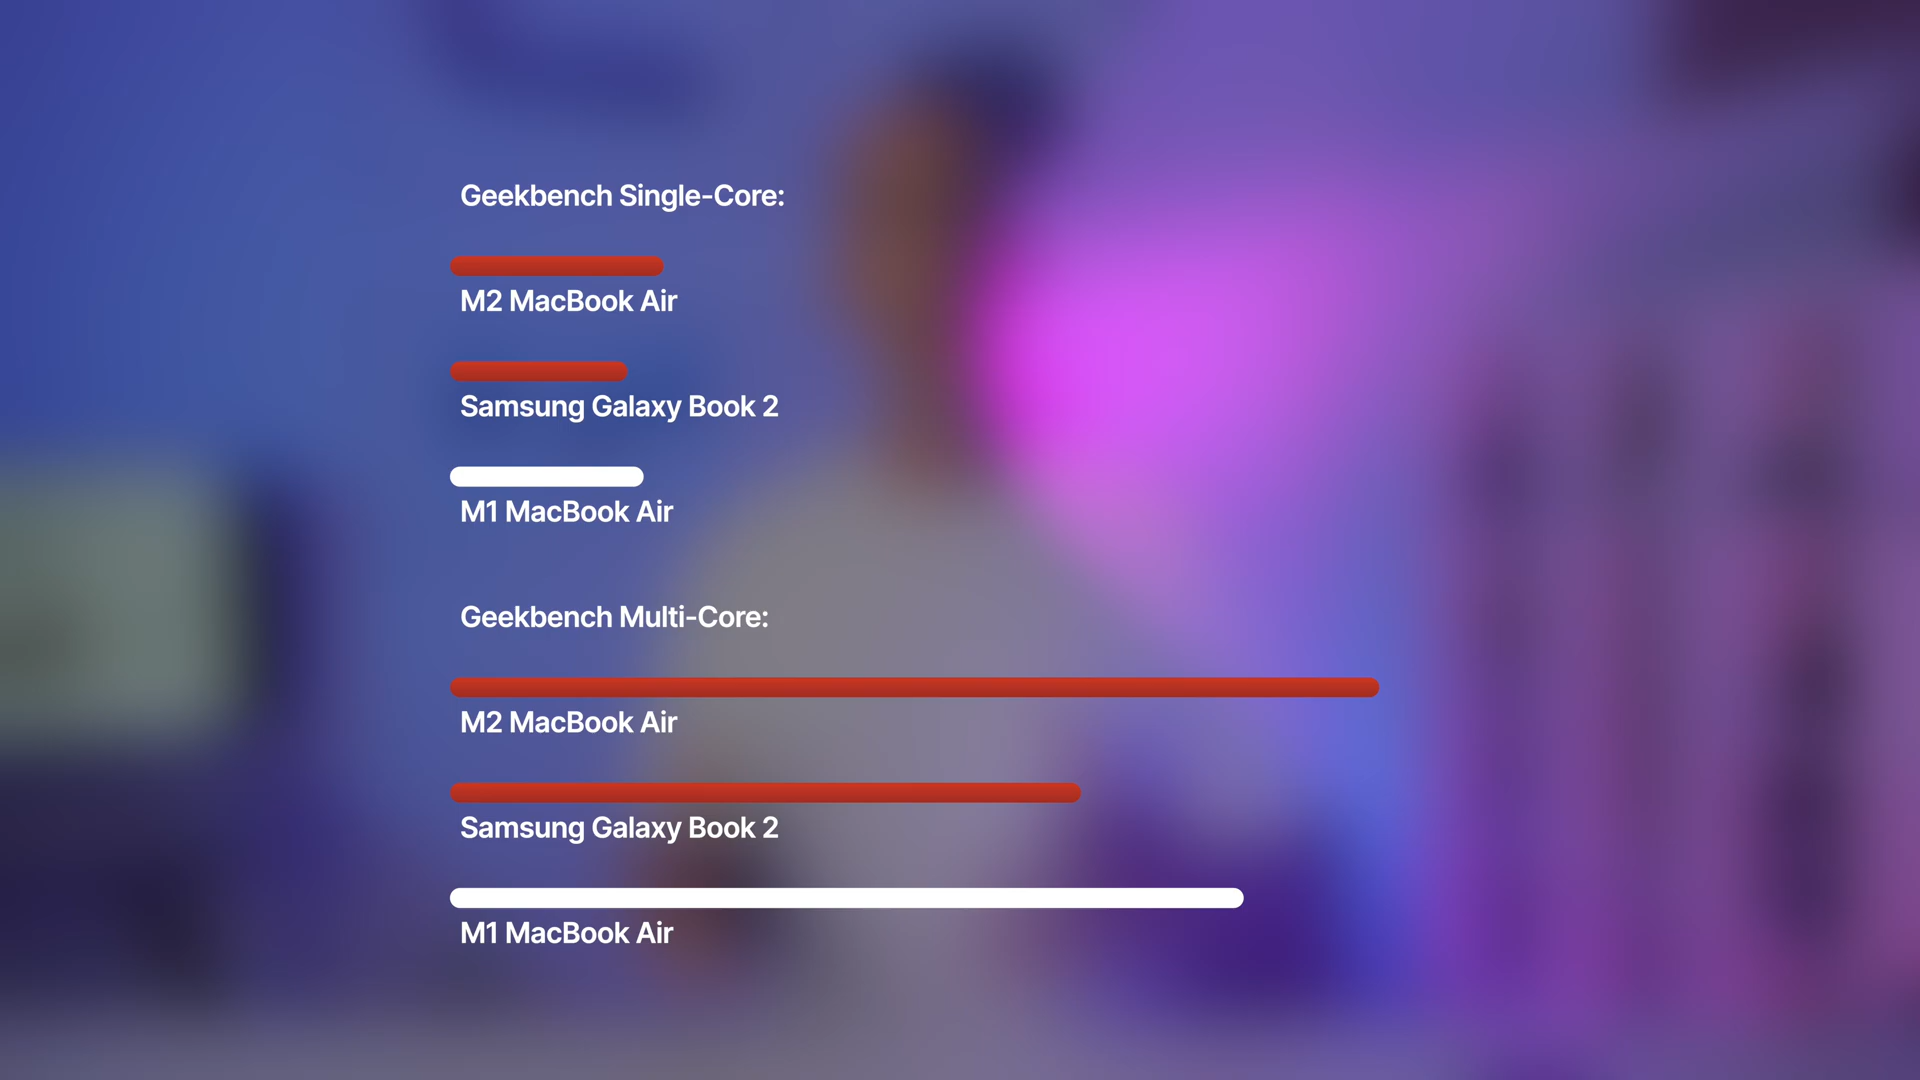 Geekbench Single-Core:
M2 MacBook Air
Samsung Galaxy Book 2
M1 MacBook Air
Geekbench Multi-Core:
M2 MacBook Air
Samsung Galaxy Book 2
M1 MacBook Air